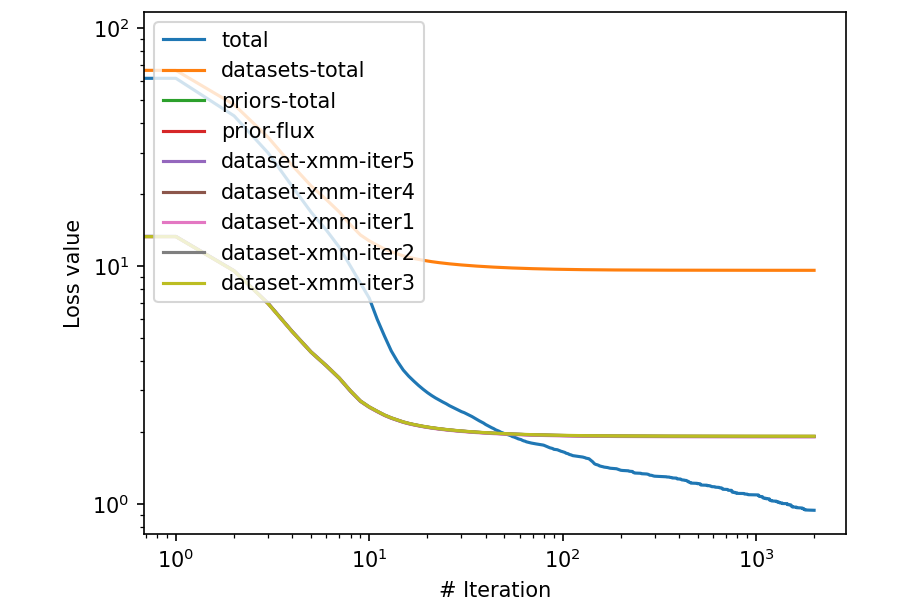 10²
10¹
10⁰
Loss value
total
datasets-total
priors-total
prior-flux
dataset-xmm-iter5
dataset-xmm-iter4
dataset-xmm-iter1
dataset-xmm-iter2
dataset-xmm-iter3
10⁰ 10¹ 10² 10³
# Iteration